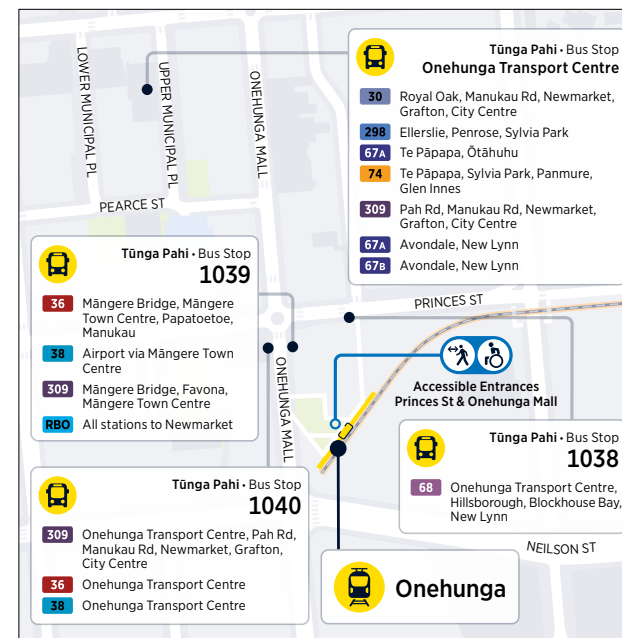 LOWER MUNICIPAL PL
UPPER MUNICIPAL PL
ONEHUNGA MALL
PEARCE ST
Tūnga Pahi • Bus Stop
Onehunga Transport Centre
30 Royal Oak, Manukau Rd, Newmarket,
Grafton, City Centre
298 Ellerslie, Penrose, Sylvia Park
67A Te Pāpapa, Ōtāhuhu
74 Te Pāpapa, Sylvia Park, Panmure,
Glen Innes
309 Pah Rd, Manukau Rd, Newmarket,
Grafton, City Centre
67A Avondale, New Lynn
67B Avondale, New Lynn
Tūnga Pahi • Bus Stop
1039
36 Māngere Bridge, Māngere
Town Centre, Papatoetoe,
Manukau
38 Airport via Māngere Town
Centre
309 Māngere Bridge, Favona,
Māngere Town Centre
RBO All stations to Newmarket
PRINCES ST
ONEHUNGA MALL
Accessible Entrances
Princes St & Onehunga Mall
Tūnga Pahi • Bus Stop
1038
68 Onehunga Transport Centre,
Hillsborough, Blockhouse Bay,
New Lynn
Tūnga Pahi • Bus Stop
1040
309 Onehunga Transport Centre, Pah Rd,
Manukau Rd, Newmarket, Grafton,
City Centre
36 Onehunga Transport Centre
38 Onehunga Transport Centre
NEILSON ST
Onehunga